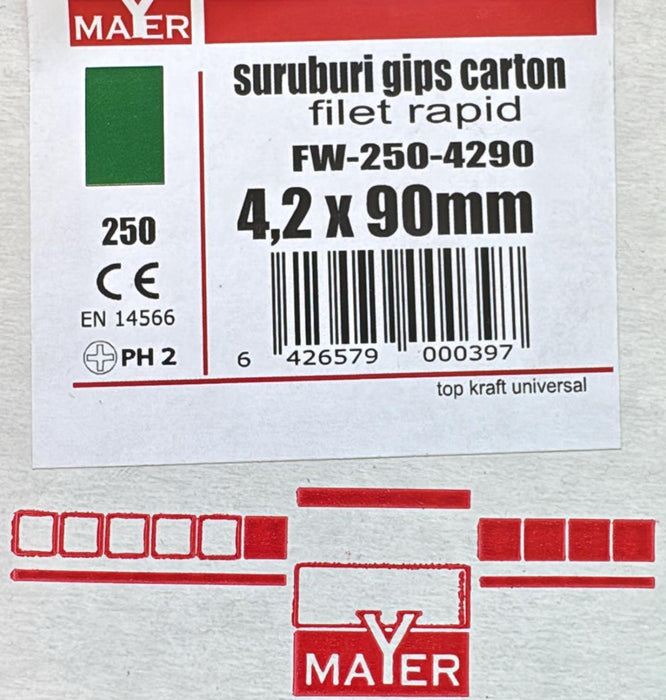 MAYER
suruburi gips carton
filet rapid
FW-250-4290
4,2 x 90mm
250
CE
EN 14566
PH 2
6 426579 000397
top kraft universal
MAYER